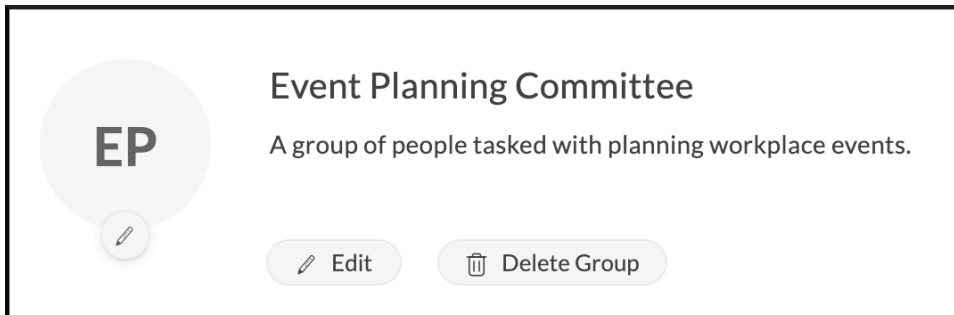 EP
Event Planning Committee
A group of people tasked with planning workplace events.
Edit
Delete Group